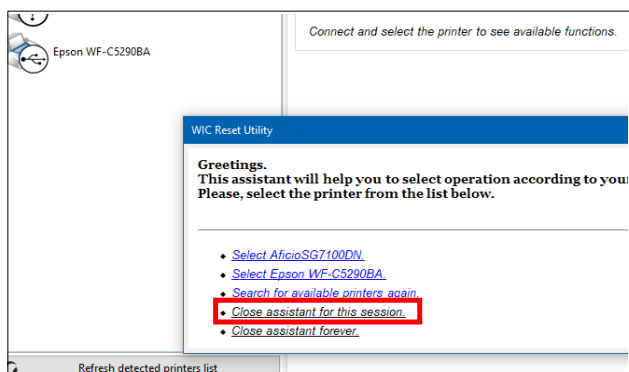 Connect and select the printer to see available functions.
Epson WF-C5290BA
WIC Reset Utility
Greetings.
This assistant will help you to select operation according to your
Please, select the printer from the list below.
Select AficioSG7100DN.
Select Epson WF-C5290BA.
Search for available printers again.
Close assistant for this session.
Close assistant forever.
Refresh detected printers list